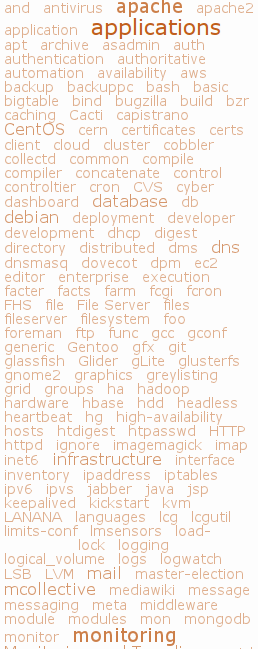 and antivirus apache apache2
application applications
apt archive asadmin auth
authentication authoritative
automation availability aws
backup backuppc bash basic
bigtable bind bugzilla build bzr
caching Cacti capistrano
CentOS cern certificates certs
client cloud cluster cobbler
collectd common compile
compiler concatenate control
controltier cron CVS cyber
dashboard database db
debian deployment developer
development dhcp digest
directory distributed dms dns
dnsmasq dovecot dpm ec2
editor enterprise execution
facter facts farm fcgi fcron
FHS file File Server files
fileserver filesystem foo
foreman ftp func gcc gconf
generic Gentoo gfx git
glassfish Glider gLite glusterfs
gnome2 graphics greylisting
grid groups ha hadoop
hardware hbase hdd headless
heartbeat hg high-availability
hosts htdigest htpasswd HTTP
httpd ignore imagemagick imap
inet6 infrastructure interface
inventory ipaddress iptables
ipv6 ipvs jabber java jsp
keepalived kickstart kvm
LANANA languages lcg lcgutil
limits-conf lmsensors load-
lock logging
logical_volume logs logwatch
LSB LVM mail master-election
mcollective mediawiki message
messaging meta middleware
module modules mon mongodb
monitor monitoring